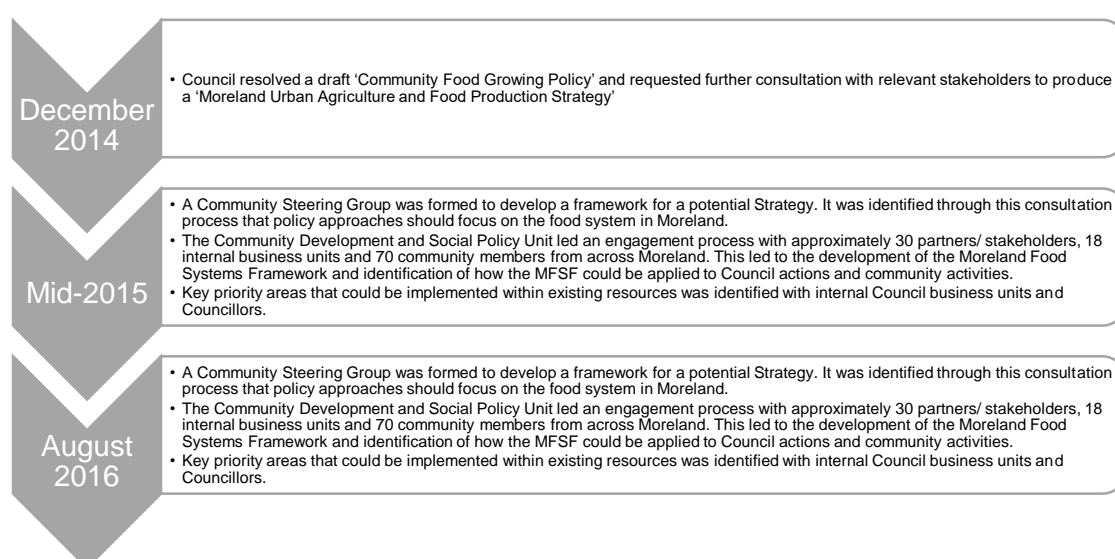 December
2014
• Council resolved a draft ‘Community Food Growing Policy’ and requested further consultation with relevant stakeholders to produce
a ‘Moreland Urban Agriculture and Food Production Strategy’
Mid-2015
• A Community Steering Group was formed to develop a framework for a potential Strategy. It was identified through this consultation
process that policy approaches should focus on the food system in Moreland.
• The Community Development and Social Policy Unit led an engagement process with approximately 30 partners/ stakeholders, 18
internal business units and 70 community members from across Moreland. This led to the development of the Moreland Food
Systems Framework and identification of how the MFSF could be applied to Council actions and community activities.
• Key priority areas that could be implemented within existing resources was identified with internal Council business units and
Councillors.
August
2016
• A Community Steering Group was formed to develop a framework for a potential Strategy. It was identified through this consultation
process that policy approaches should focus on the food system in Moreland.
• The Community Development and Social Policy Unit led an engagement process with approximately 30 partners/ stakeholders, 18
internal business units and 70 community members from across Moreland. This led to the development of the Moreland Food
Systems Framework and identification of how the MFSF could be applied to Council actions and community activities.
• Key priority areas that could be implemented within existing resources was identified with internal Council business units and
Councillors.